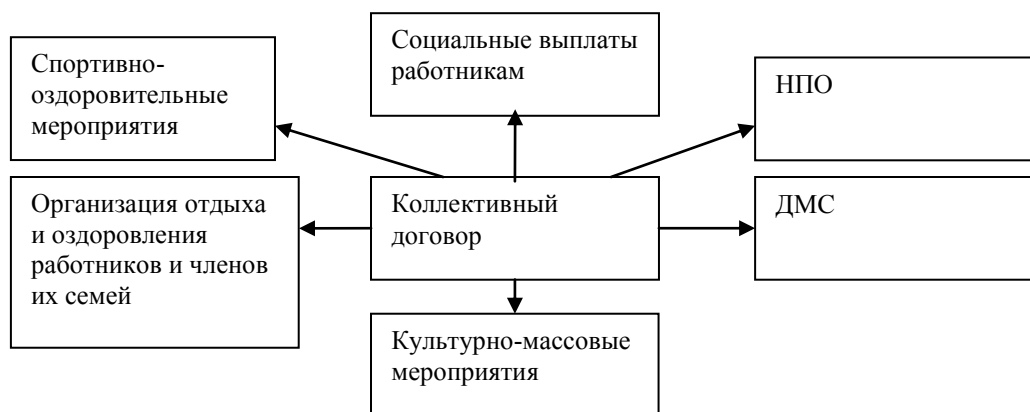 Спортивно-
оздоровительные
мероприятия
Социальные выплаты
работникам
НПО
Организация отдыха
и оздоровления
работников и членов
их семей
Коллективный
договор
ДМС
Культурно-массовые
мероприятия